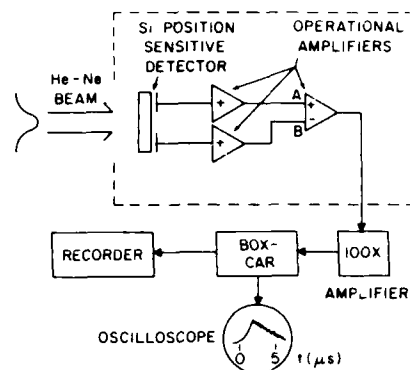 Si POSITION
SENSITIVE
DETECTOR
OPERATIONAL
AMPLIFIERS
He-Ne
BEAM
+
+
A
B
+
-
RECORDER
BOX-
CAR
100X
AMPLIFIER
OSCILLOSCOPE
0 5 t(μs)